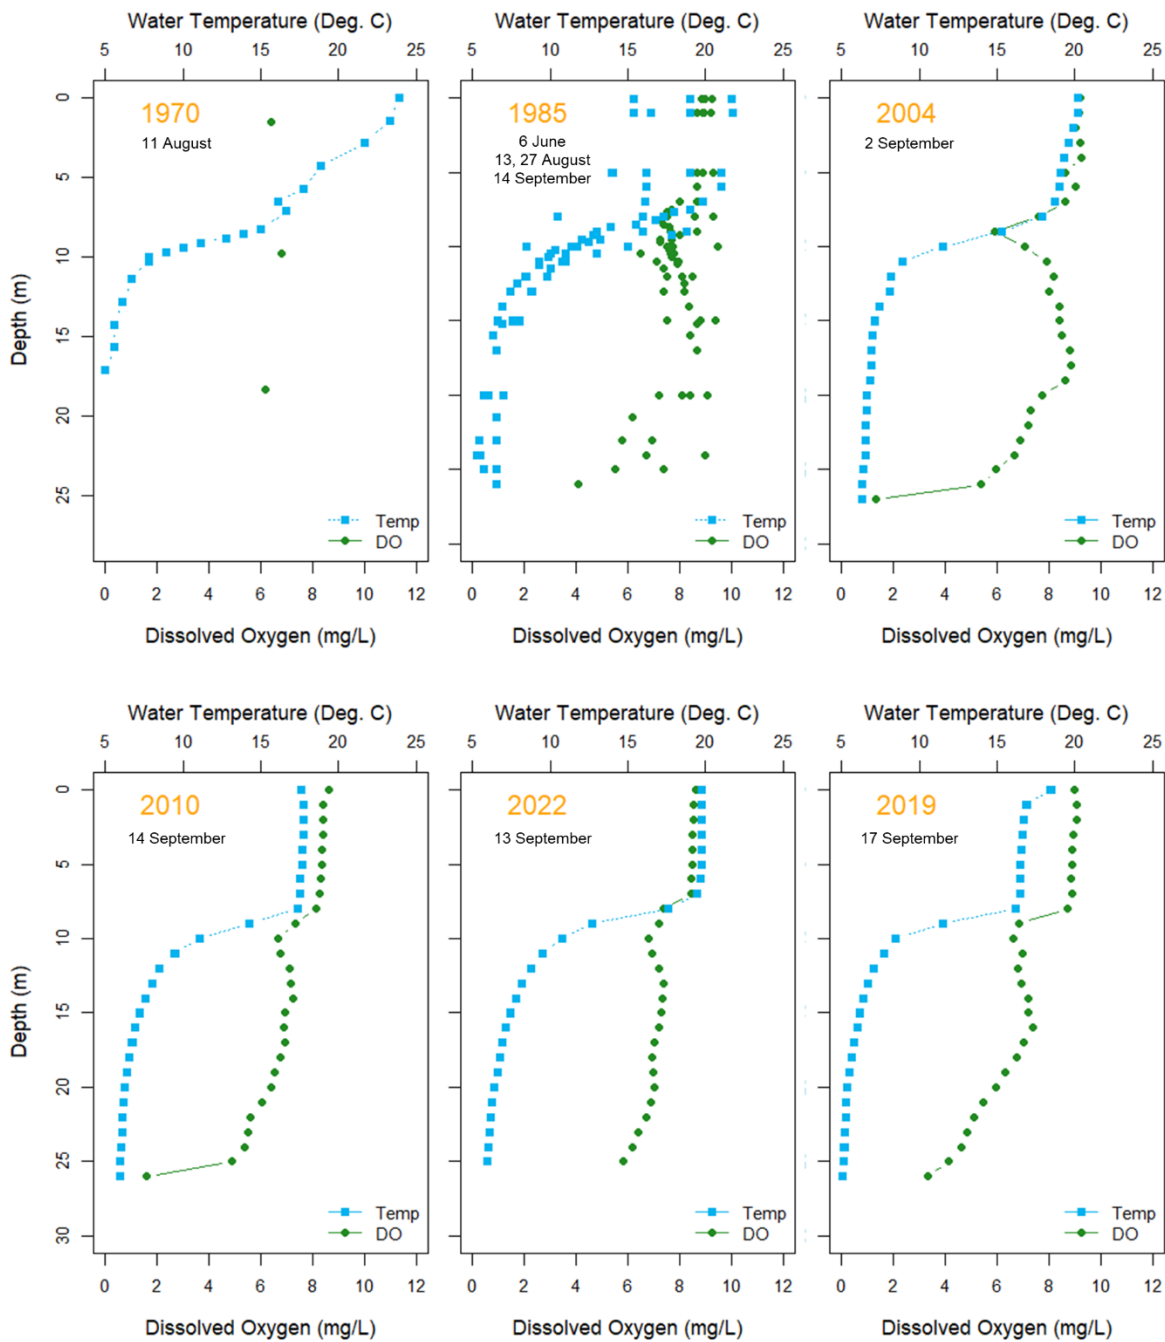 Water Temperature (Deg. C) Water Temperature (Deg. C) Water Temperature (Deg. C)
5 10 15 20 25 5 10 15 20 25 5 10 15 20 25
0 5 10 15 20 25
Depth (m)
1970
11 August
Temp
DO
1985
6 June
13, 27 August
14 September
Temp
DO
2004
2 September
Temp
DO
0 2 4 6 8 10 12 0 2 4 6 8 10 12 0 2 4 6 8 10 12
Dissolved Oxygen (mg/L) Dissolved Oxygen (mg/L) Dissolved Oxygen (mg/L)
Water Temperature (Deg. C) Water Temperature (Deg. C) Water Temperature (Deg. C)
5 10 15 20 25 5 10 15 20 25 5 10 15 20 25
0 5 10 15 20 25 30
Depth (m)
2010
14 September
Temp
DO
2022
13 September
Temp
DO
2019
17 September
Temp
DO
0 2 4 6 8 10 12 0 2 4 6 8 10 12 0 2 4 6 8 10 12
Dissolved Oxygen (mg/L) Dissolved Oxygen (mg/L) Dissolved Oxygen (mg/L)